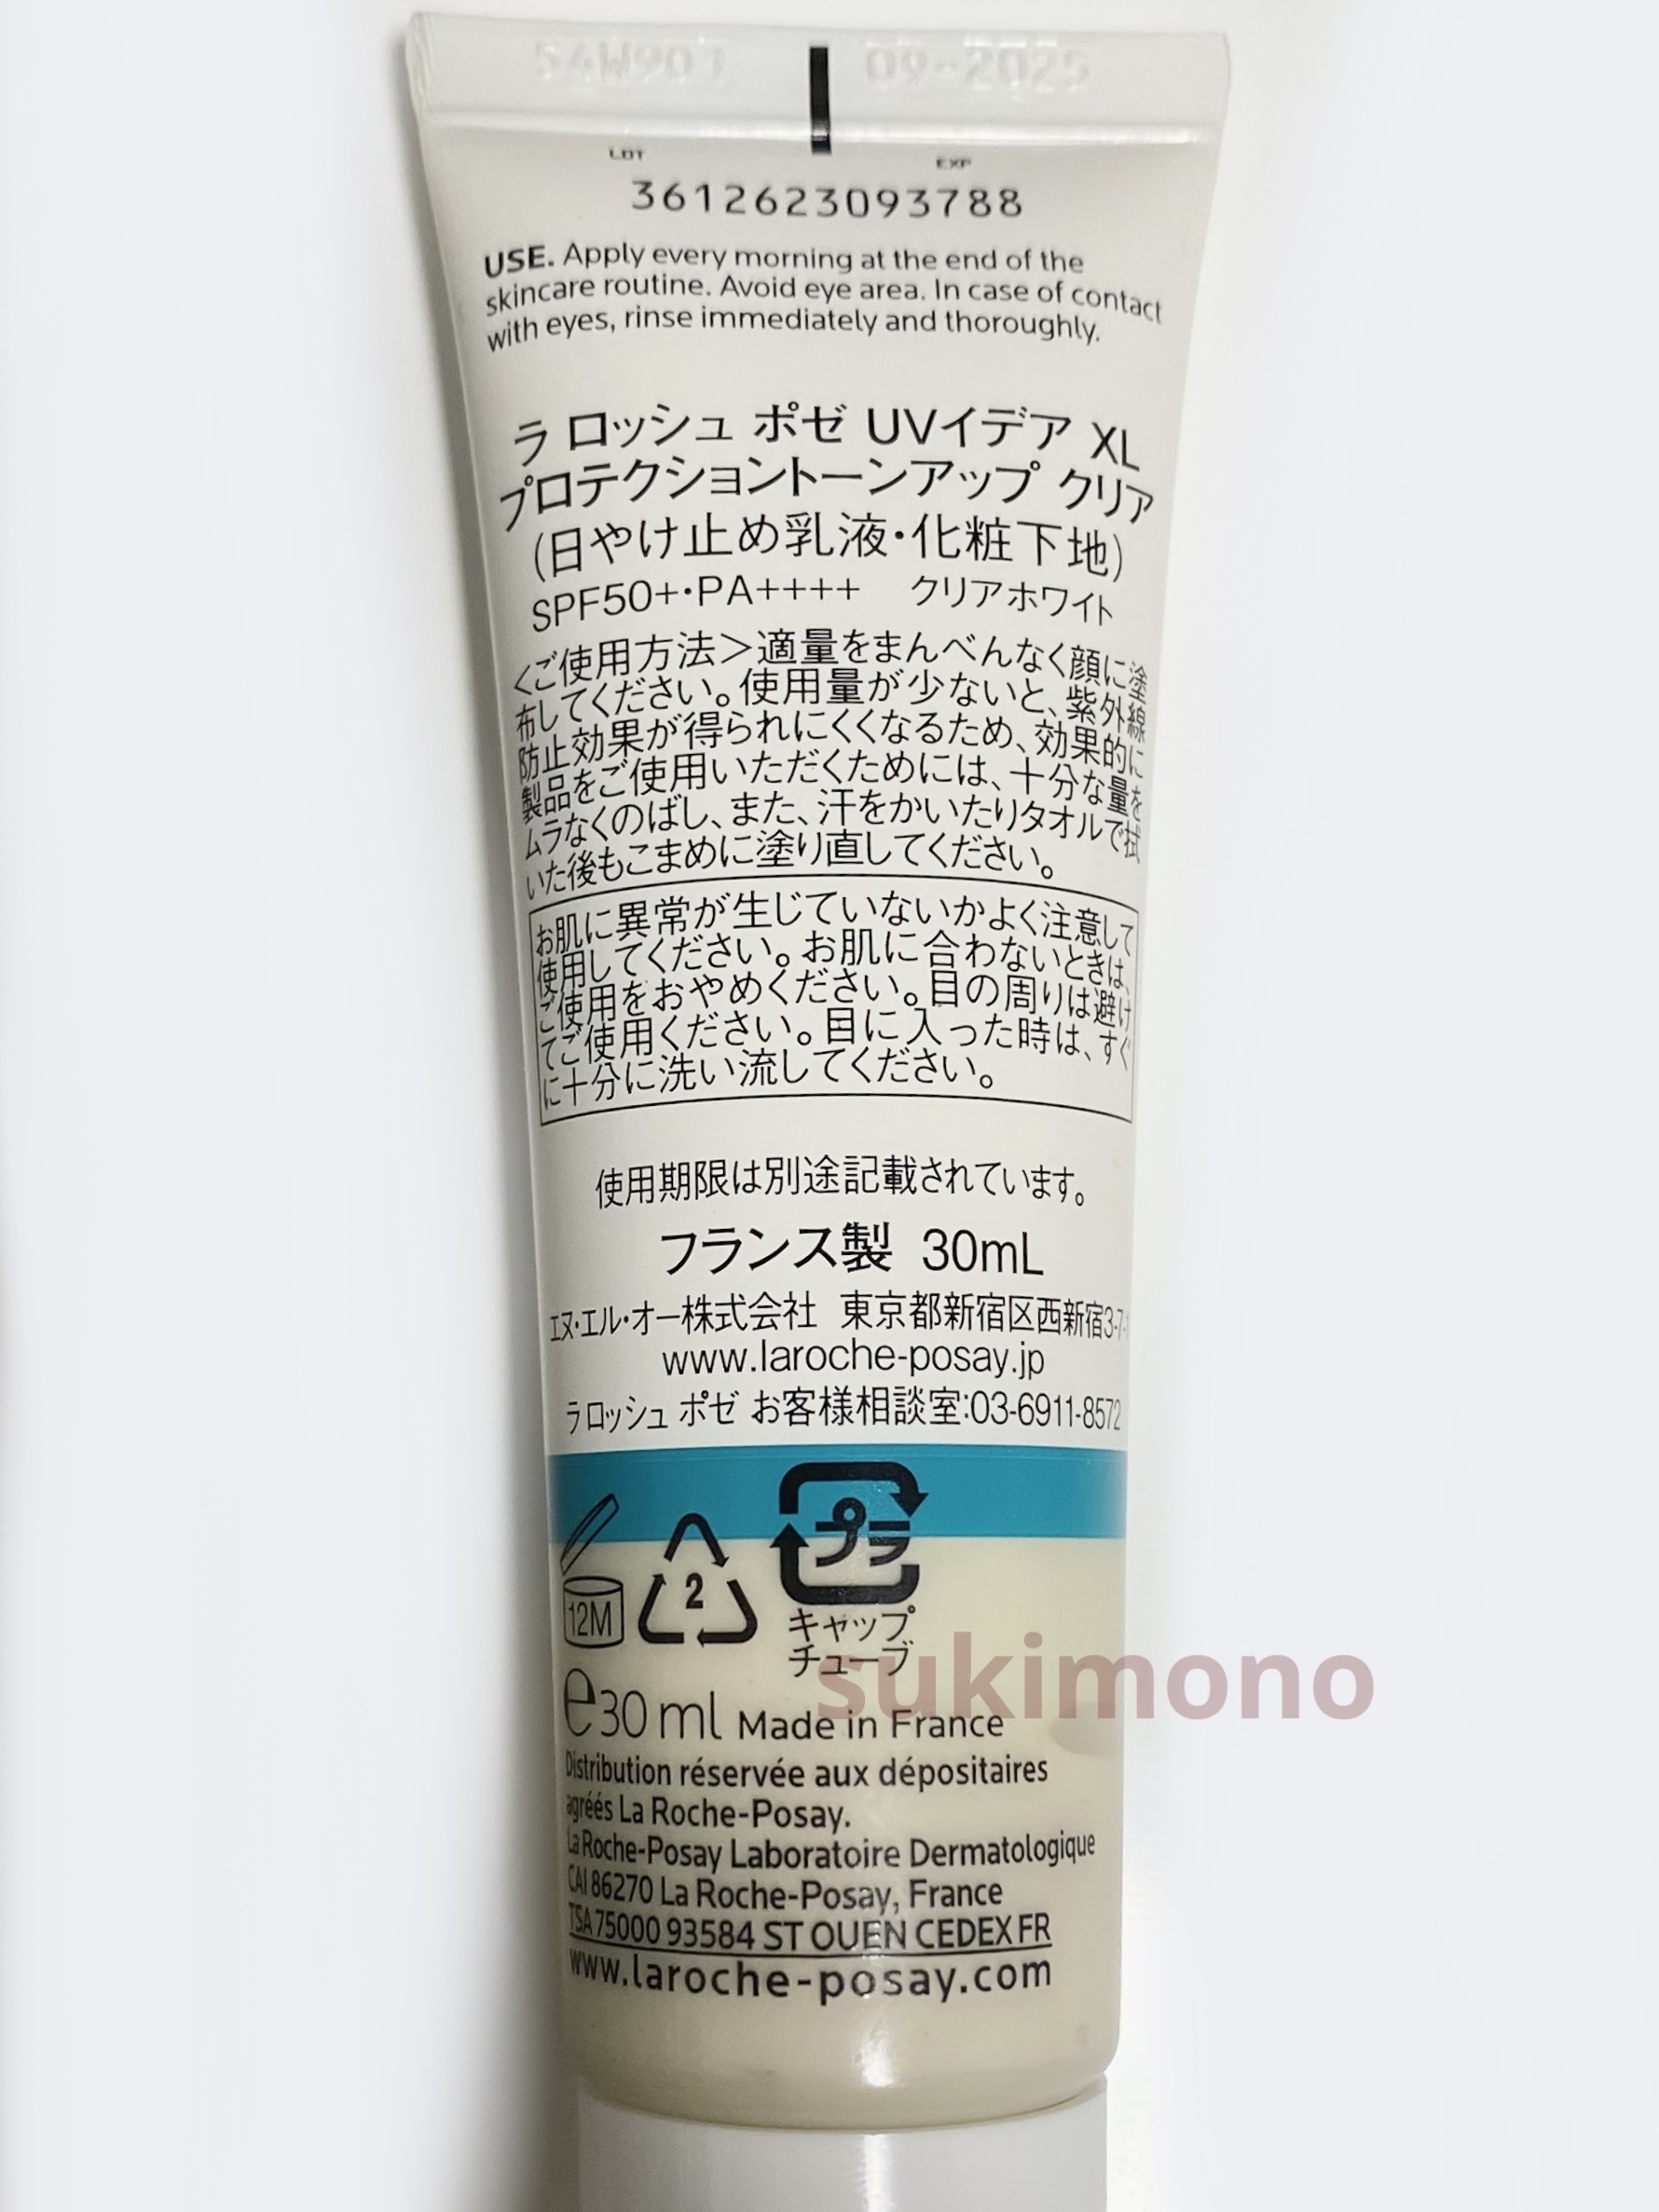 54W901 09-2025
LOT EXP
3612623093788
USE. Apply every morning at the end of the
skincare routine. Avoid eye area. In case of contact
with eyes, rinse immediately and thoroughly.
ラ ロッシュ ポゼ UVイデア XL
プロテクショントーンアップ クリア
(日やけ止め乳液・化粧下地)
SPF50+・PA++++ クリアホワイト
<ご使用方法>適量をまんべんなく顔に塗
布してください。使用量が少ないと、紫外線
防止効果が得られにくくなるため、効果的に
製品をご使用いただくためには、十分な量を
ムラなくのばし、また、汗をかいたりタオルで拭
いた後もこまめに塗り直してください。
お肌に異常が生じていないかよく注意して
使用してください。お肌に合わないときは、
ご使用をおやめください。目の周りは避け
てご使用ください。目に入った時は、すぐ
に十分に洗い流してください。
使用期限は別途記載されています。
フランス製 30mL
エヌ・エル・オー株式会社 東京都新宿区西新宿3-7-
www.laroche-posay.jp
ラ ロッシュ ポゼ お客様相談室:03-6911-8572
12M
2
プラ
キャップ
チューブ
sukimono
e30 ml Made in France
Distribution réservée aux dépositaires
agréés La Roche-Posay.
La Roche-Posay Laboratoire Dermatologique
CAI 86270 La Roche-Posay, France
TSA 75000 93584 ST OUEN CEDEX FR
www.laroche-posay.com